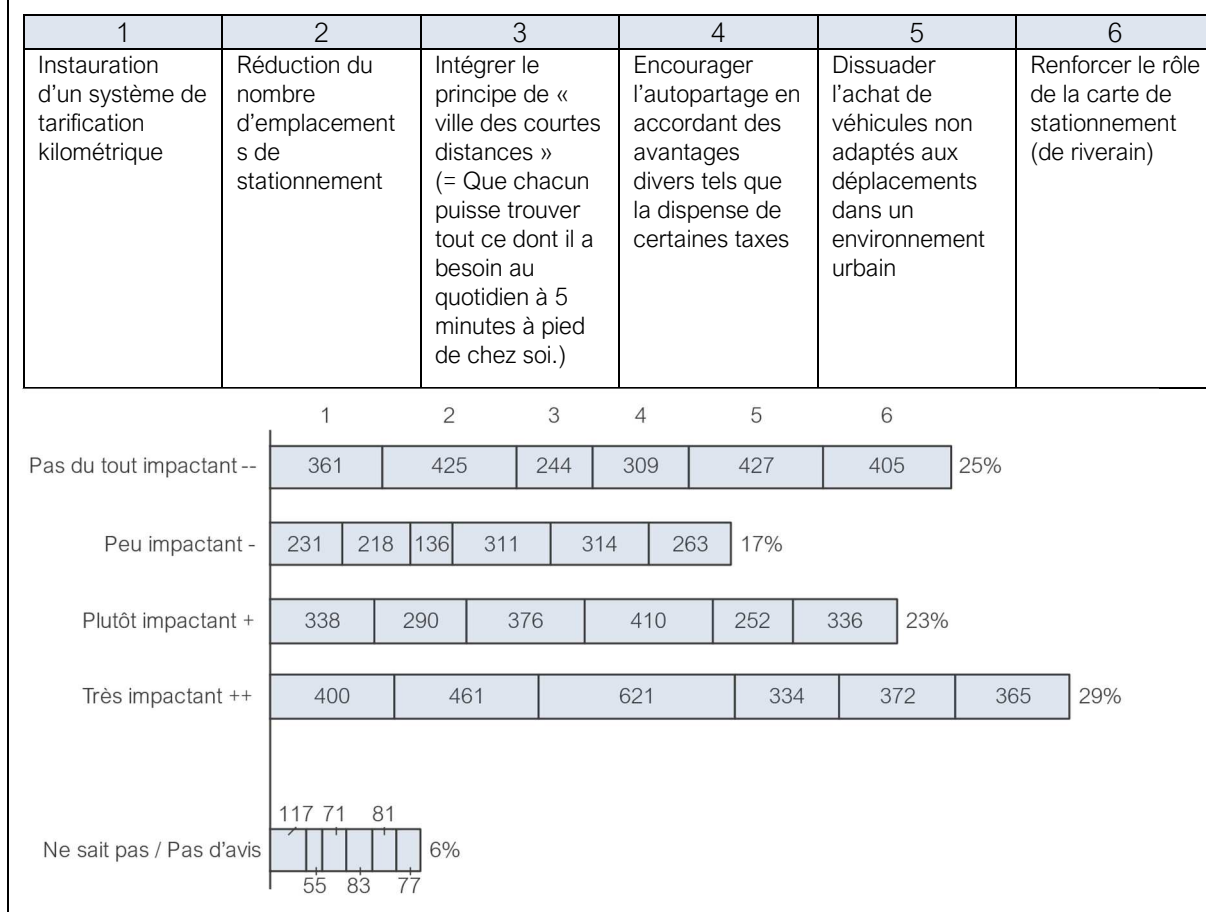 1 2 3 4 5 6
Instauration
d'un système de
tarification
kilométrique
Réduction du
nombre
d'emplacement
s de
stationnement
Intégrer le
principe de «
ville des courtes
distances »
(= Que chacun
puisse trouver
tout ce dont il a
besoin au
quotidien à 5
minutes à pied
de chez soi.)
Encourager
l'autopartage en
accordant des
avantages
divers tels que
la dispense de
certaines taxes
Dissuader
l'achat de
véhicules non
adaptés aux
déplacements
dans un
environnement
urbain
Renforcer le rôle
de la carte de
stationnement
(de riverain)
1 2 3 4 5 6
Pas du tout impactant -- 361 425 244 309 427 405 25%
Peu impactant - 231 218 136 311 314 263 17%
Plutôt impactant + 338 290 376 410 252 336 23%
Très impactant ++ 400 461 621 334 372 365 29%
117 71 81
Ne sait pas / Pas d'avis 6%
55 83 77